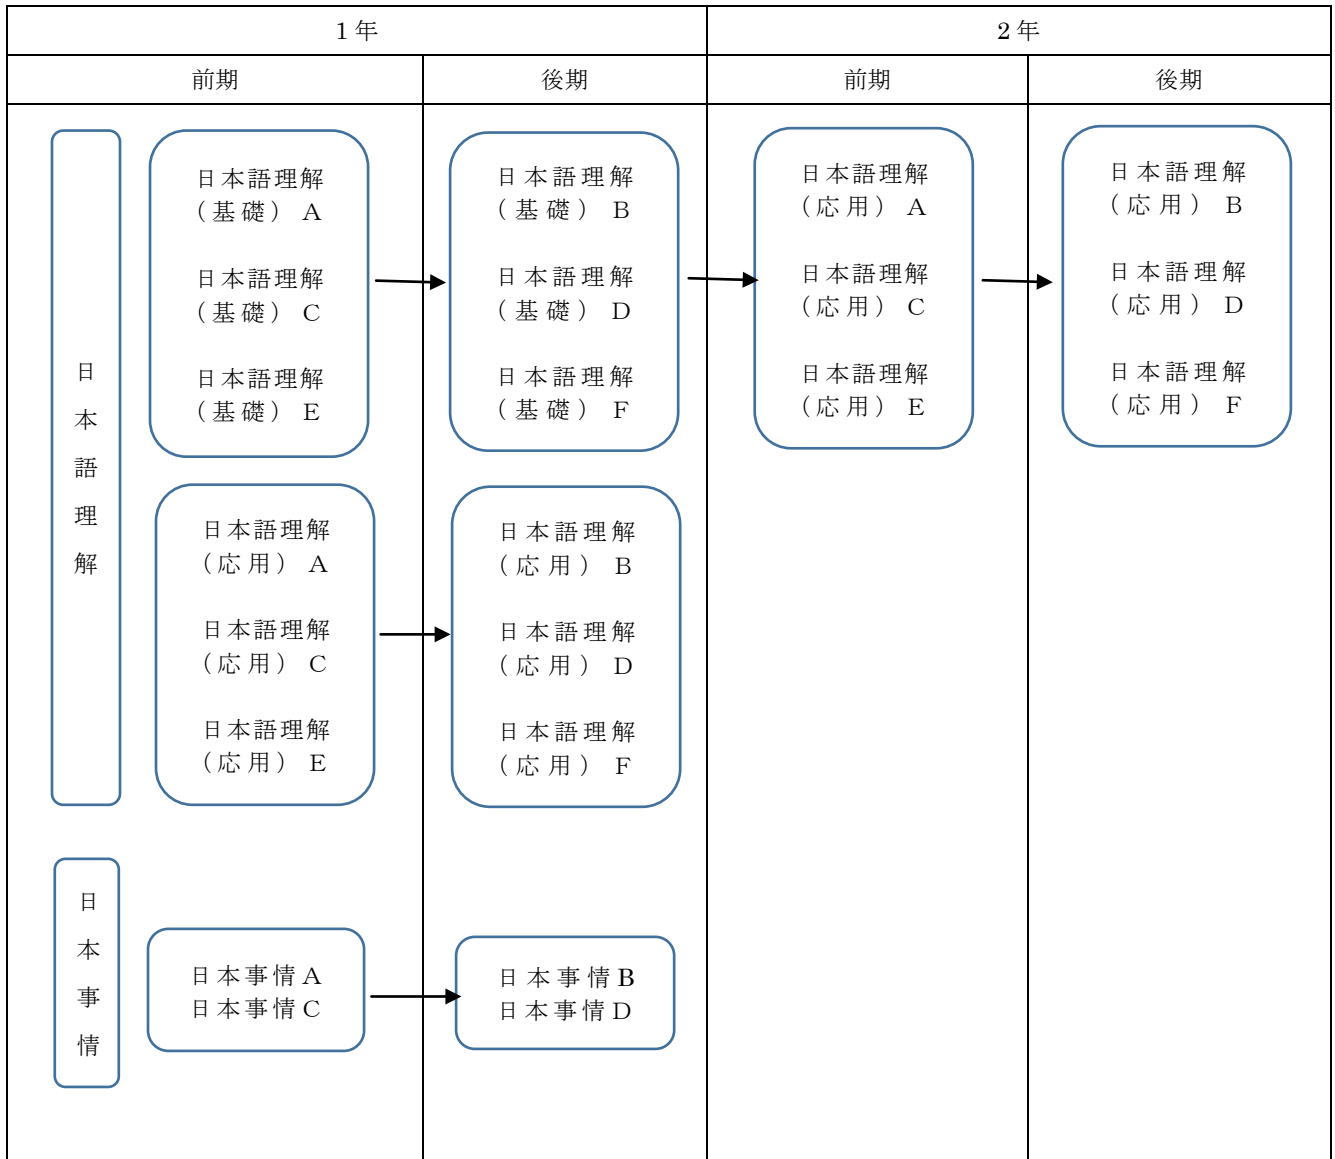 1年
2年
前期
後期
前期
後期
日本語理解
日本語理解
(基礎) A
日本語理解
(基礎) C
日本語理解
(基礎) E
日本語理解
(基礎) B
日本語理解
(基礎) D
日本語理解
(基礎) F
日本語理解
(応用) A
日本語理解
(応用) C
日本語理解
(応用) E
日本語理解
(応用) B
日本語理解
(応用) D
日本語理解
(応用) F
日本語理解
(応用) A
日本語理解
(応用) C
日本語理解
(応用) E
日本語理解
(応用) B
日本語理解
(応用) D
日本語理解
(応用) F
日本事情
日本事情A
日本事情C
日本事情B
日本事情D